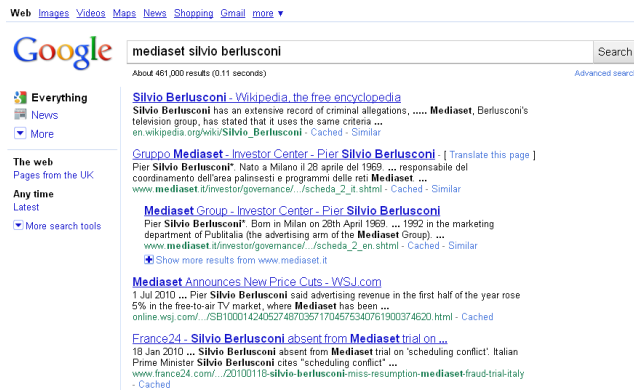 Web Images Videos Maps News Shopping Gmail more ▼
Google
mediaset silvio berlusconi
Search
About 461,000 results (0.11 seconds)
Advanced search
Everything
News
More
The web
Pages from the UK
Any time
Latest
More search tools
Silvio Berlusconi - Wikipedia, the free encyclopedia
Silvio Berlusconi has an extensive record of criminal allegations, ..... Mediaset, Berlusconi's
television group, has stated that it uses the same criteria ...
en.wikipedia.org/wiki/Silvio_Berlusconi - Cached - Similar
Gruppo Mediaset - Investor Center - Pier Silvio Berlusconi - [ Translate this page ]
Pier Silvio Berlusconi*. Nato a Milano il 28 aprile del 1969. ... responsabile del
coordinamento dell'area palinsesti e programmi delle reti Mediaset. ...
www.mediaset.it/investor/governance/.../scheda_2_it.shtml - Cached - Similar
Mediaset Group - Investor Center - Pier Silvio Berlusconi
Pier Silvio Berlusconi*. Born in Milan on 28th April 1969. ... 1992 in the marketing
department of Publitalia (the advertising arm of the Mediaset Group). ...
www.mediaset.it/investor/governance/.../scheda_2_en.shtml - Cached - Similar
Show more results from www.mediaset.it
Mediaset Announces New Price Cuts - WSJ.com
1 Jul 2010 ... Pier Silvio Berlusconi said advertising revenue in the first half of the year rose
5% in the free-to-air TV market, where Mediaset has been ...
online.wsj.com/.../SB10001424052748703571704575340761900374620.html - Cached
France24 - Silvio Berlusconi absent from Mediaset trial on ...
18 Jan 2010 ... Silvio Berlusconi absent from Mediaset trial on 'scheduling conflict'. Italian
Prime Minister Silvio Berlusconi cites "scheduling conflict" ...
www.france24.com/.../20100118-silvio-berlusconi-miss-resumption-mediaset-fraud-trial-italy
- Cached